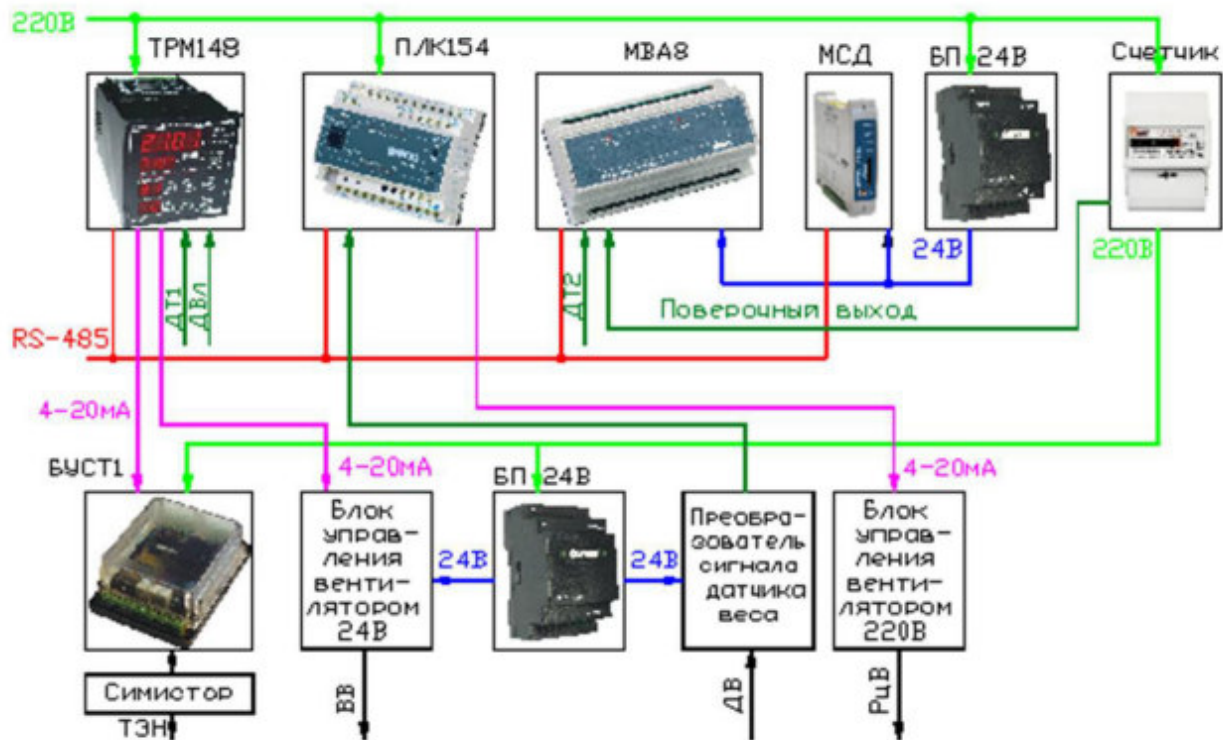 220В
ТРМ148
ПЛК154
МВА8
МСД
БП 24В
Счетчик
ДТ1
ДВл
ДТ2
24В
220В
Поверочный выход
RS-485
4-20мА
БУСТ1
4-20мА
БП 24В
4-20мА
Блок
управ-
ления
венти-
лятором
24В
24В
24В
Преобра-
зователь
сигнала
датчика
веса
Блок
управ-
ления
венти-
лятором
220В
Симистор
ТЭН
ВВ
ДВ
РцВ